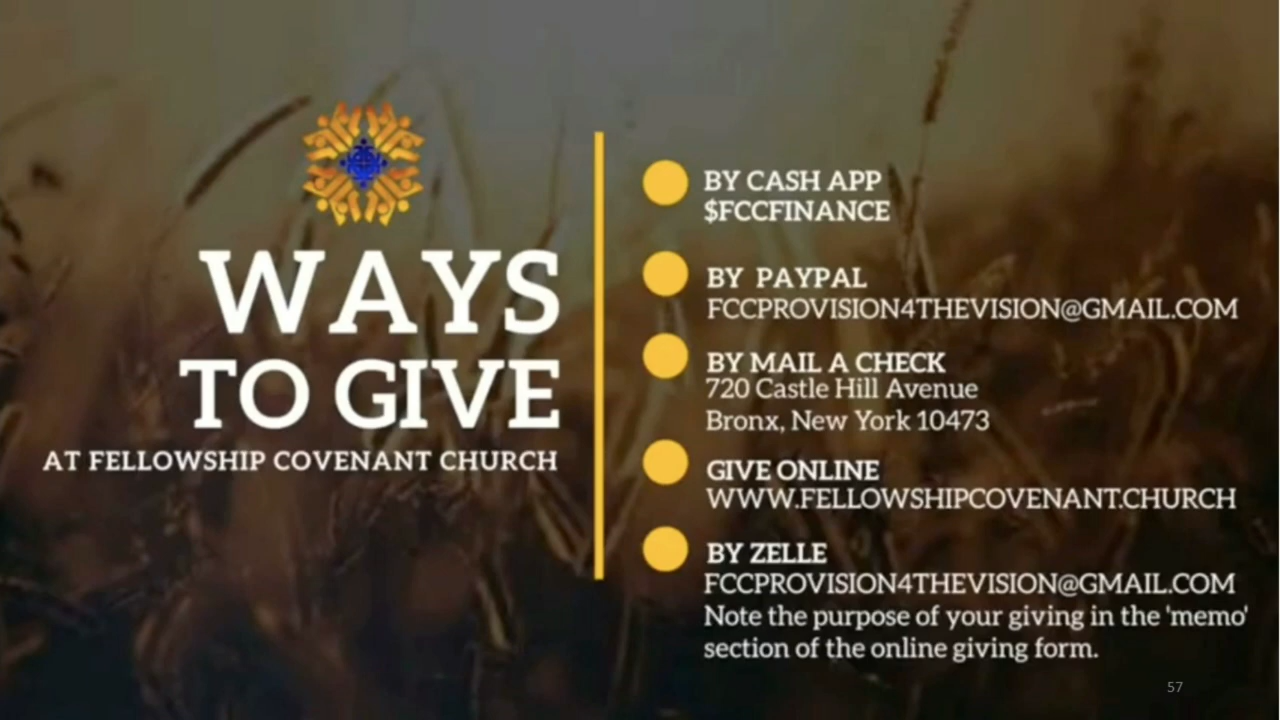 WAYS
TO GIVE
AT FELLOWSHIP COVENANT CHURCH
BY CASH APP
$FCCFINANCE
BY PAYPAL
FCCPROVISION4THEVISION@GMAIL.COM
BY MAIL A CHECK
720 Castle Hill Avenue
Bronx, New York 10473
GIVE ONLINE
WWW.FELLOWSHIPCOVENANT.CHURCH
BY ZELLE
FCCPROVISION4THEVISION@GMAIL.COM
Note the purpose of your giving in the 'memo'
section of the online giving form.
57